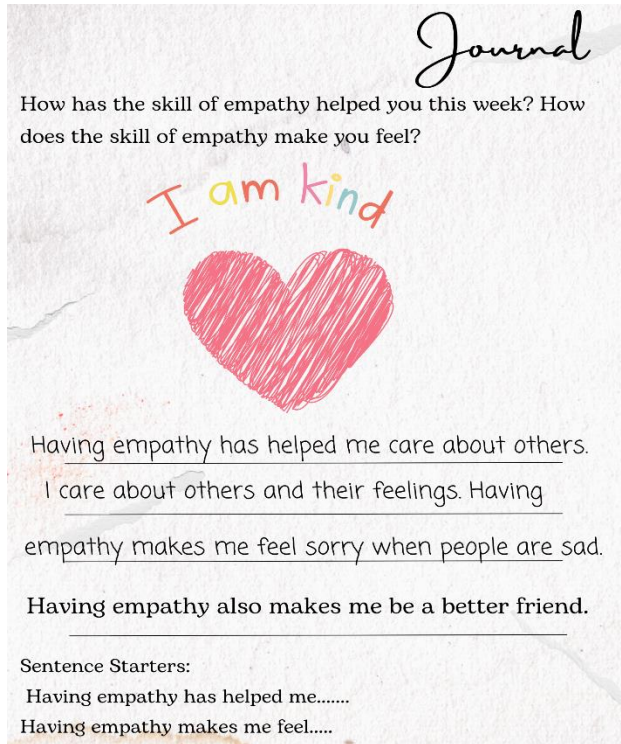 Journal
How has the skill of empathy helped you this week? How
does the skill of empathy make you feel?
I am kind
Having empathy has helped me care about others.
I care about others and their feelings. Having
empathy makes me feel sorry when people are sad.
Having empathy also makes me be a better friend.
Sentence Starters:
Having empathy has helped me.......
Having empathy makes me feel.....